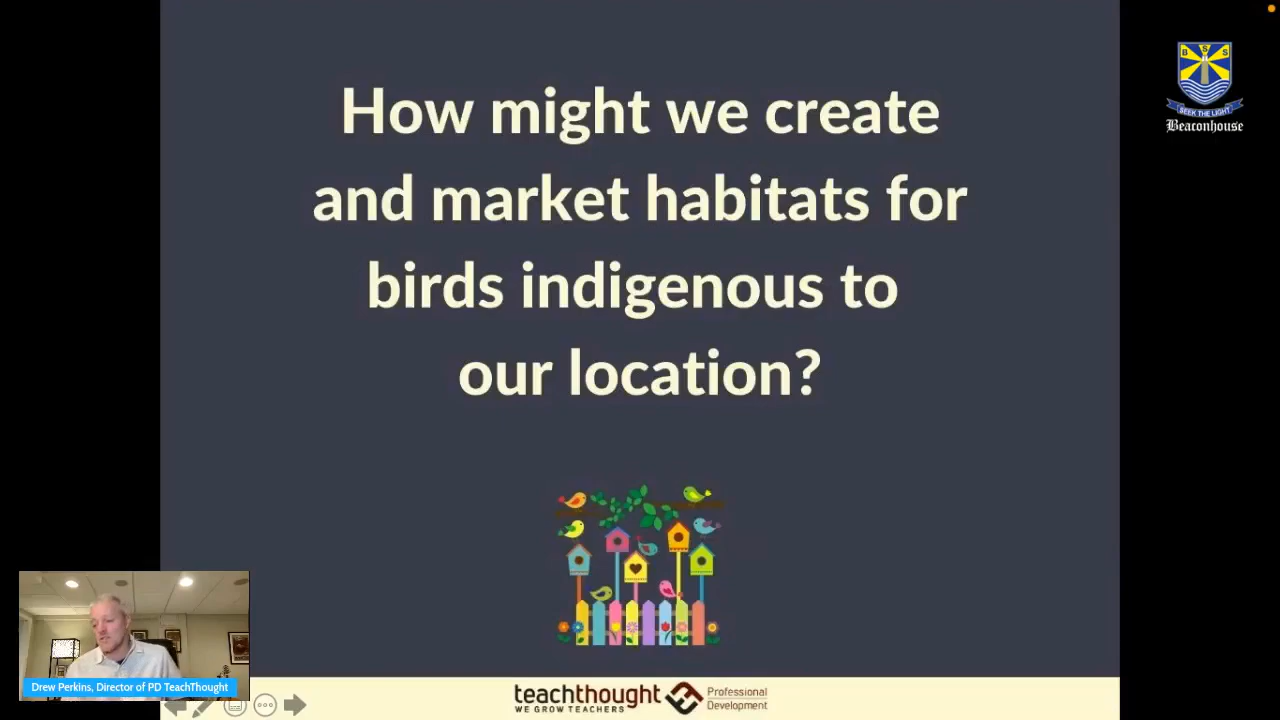 How might we create
and market habitats for
birds indigenous to
our location?
B S S
SEEK THE LIGHT
Beaconhouse
Drew Perkins, Director of PD TeachThought
teachthought
WE GROW TEACHERS
Professional
Development